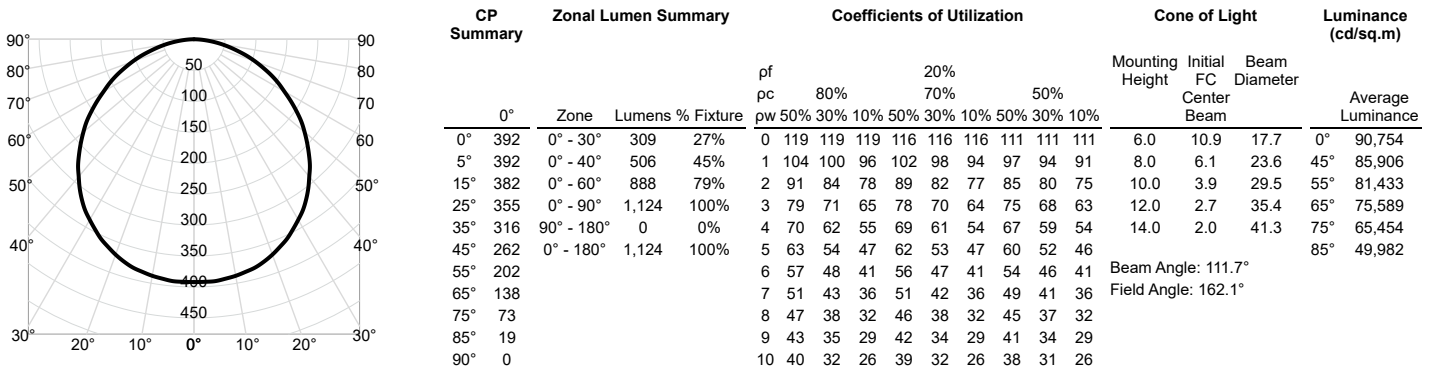 90° 90
80° 50 80
70° 100 70
60° 150 60
200
50° 250 50°
300
40° 350 40°
400
450
30° 20° 10° 0° 10° 20° 30°
CP Summary
0°
0° 392
5° 392
15° 382
25° 355
35° 316
45° 262
55° 202
65° 138
75° 73
85° 19
90° 0
Zonal Lumen Summary
Zone Lumens % Fixture
0° - 30° 309 27%
0° - 40° 506 45%
0° - 60° 888 79%
0° - 90° 1,124 100%
90° - 180° 0 0%
0° - 180° 1,124 100%
Coefficients of Utilization
ρf 20%
ρc 80% 70% 50%
ρw 50% 30% 10% 50% 30% 10% 50% 30% 10%
0 119 119 119 116 116 116 111 111 111
1 104 100 96 102 98 94 97 94 91
2 91 84 78 89 82 77 85 80 75
3 79 71 65 78 70 64 75 68 63
4 70 62 55 69 61 54 67 59 54
5 63 54 47 62 53 47 60 52 46
6 57 48 41 56 47 41 54 46 41
7 51 43 36 51 42 36 49 41 36
8 47 38 32 46 38 32 45 37 32
9 43 35 29 42 34 29 41 34 29
10 40 32 26 39 32 26 38 31 26
Cone of Light
Mounting Initial Beam
Height FC Diameter
Center
Beam
6.0 10.9 17.7
8.0 6.1 23.6
10.0 3.9 29.5
12.0 2.7 35.4
14.0 2.0 41.3
Beam Angle: 111.7°
Field Angle: 162.1°
Luminance
(cd/sq.m)
Average
Luminance
0° 90,754
45° 85,906
55° 81,433
65° 75,589
75° 65,454
85° 49,982